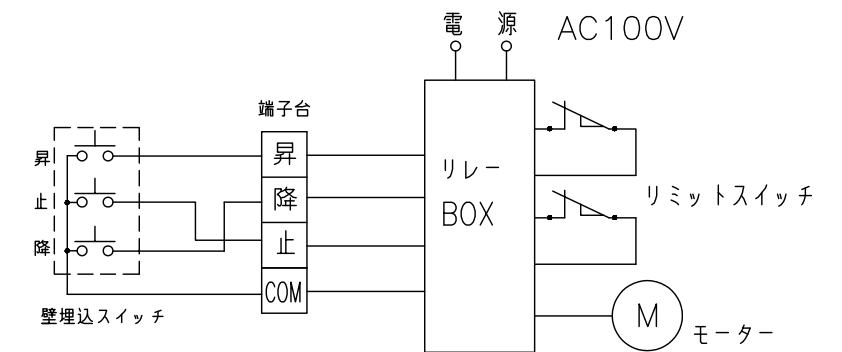 電 源 AC100V
端子台
昇
止
降
昇
降
止
COM
リレー
BOX
リミットスイッチ
M
モーター
壁埋込スイッチ